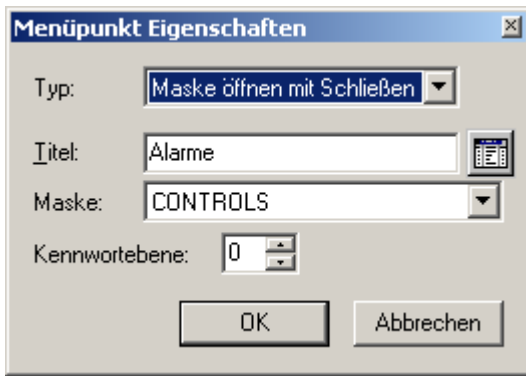 Menüpunkt Eigenschaften
Typ: Maske öffnen mit Schließen
Titel: Alarme
Maske: CONTROLS
Kennwortebene: 0
OK Abbrechen